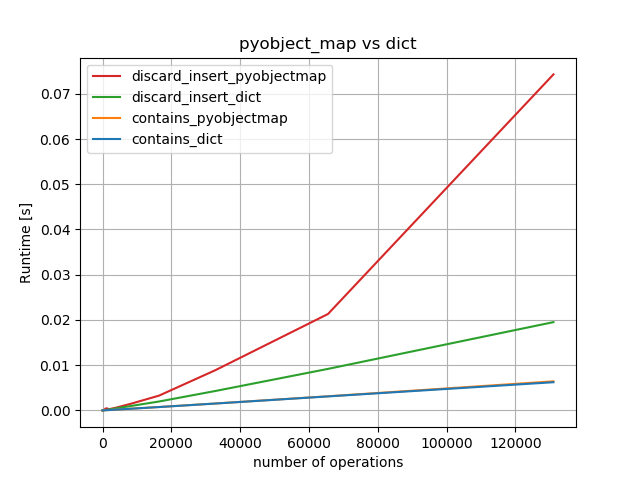 pyobject_map vs dict
discard_insert_pyobjectmap
discard_insert_dict
contains_pyobjectmap
contains_dict
Runtime [s]
0.07
0.06
0.05
0.04
0.03
0.02
0.01
0.00
0 20000 40000 60000 80000 100000 120000
number of operations